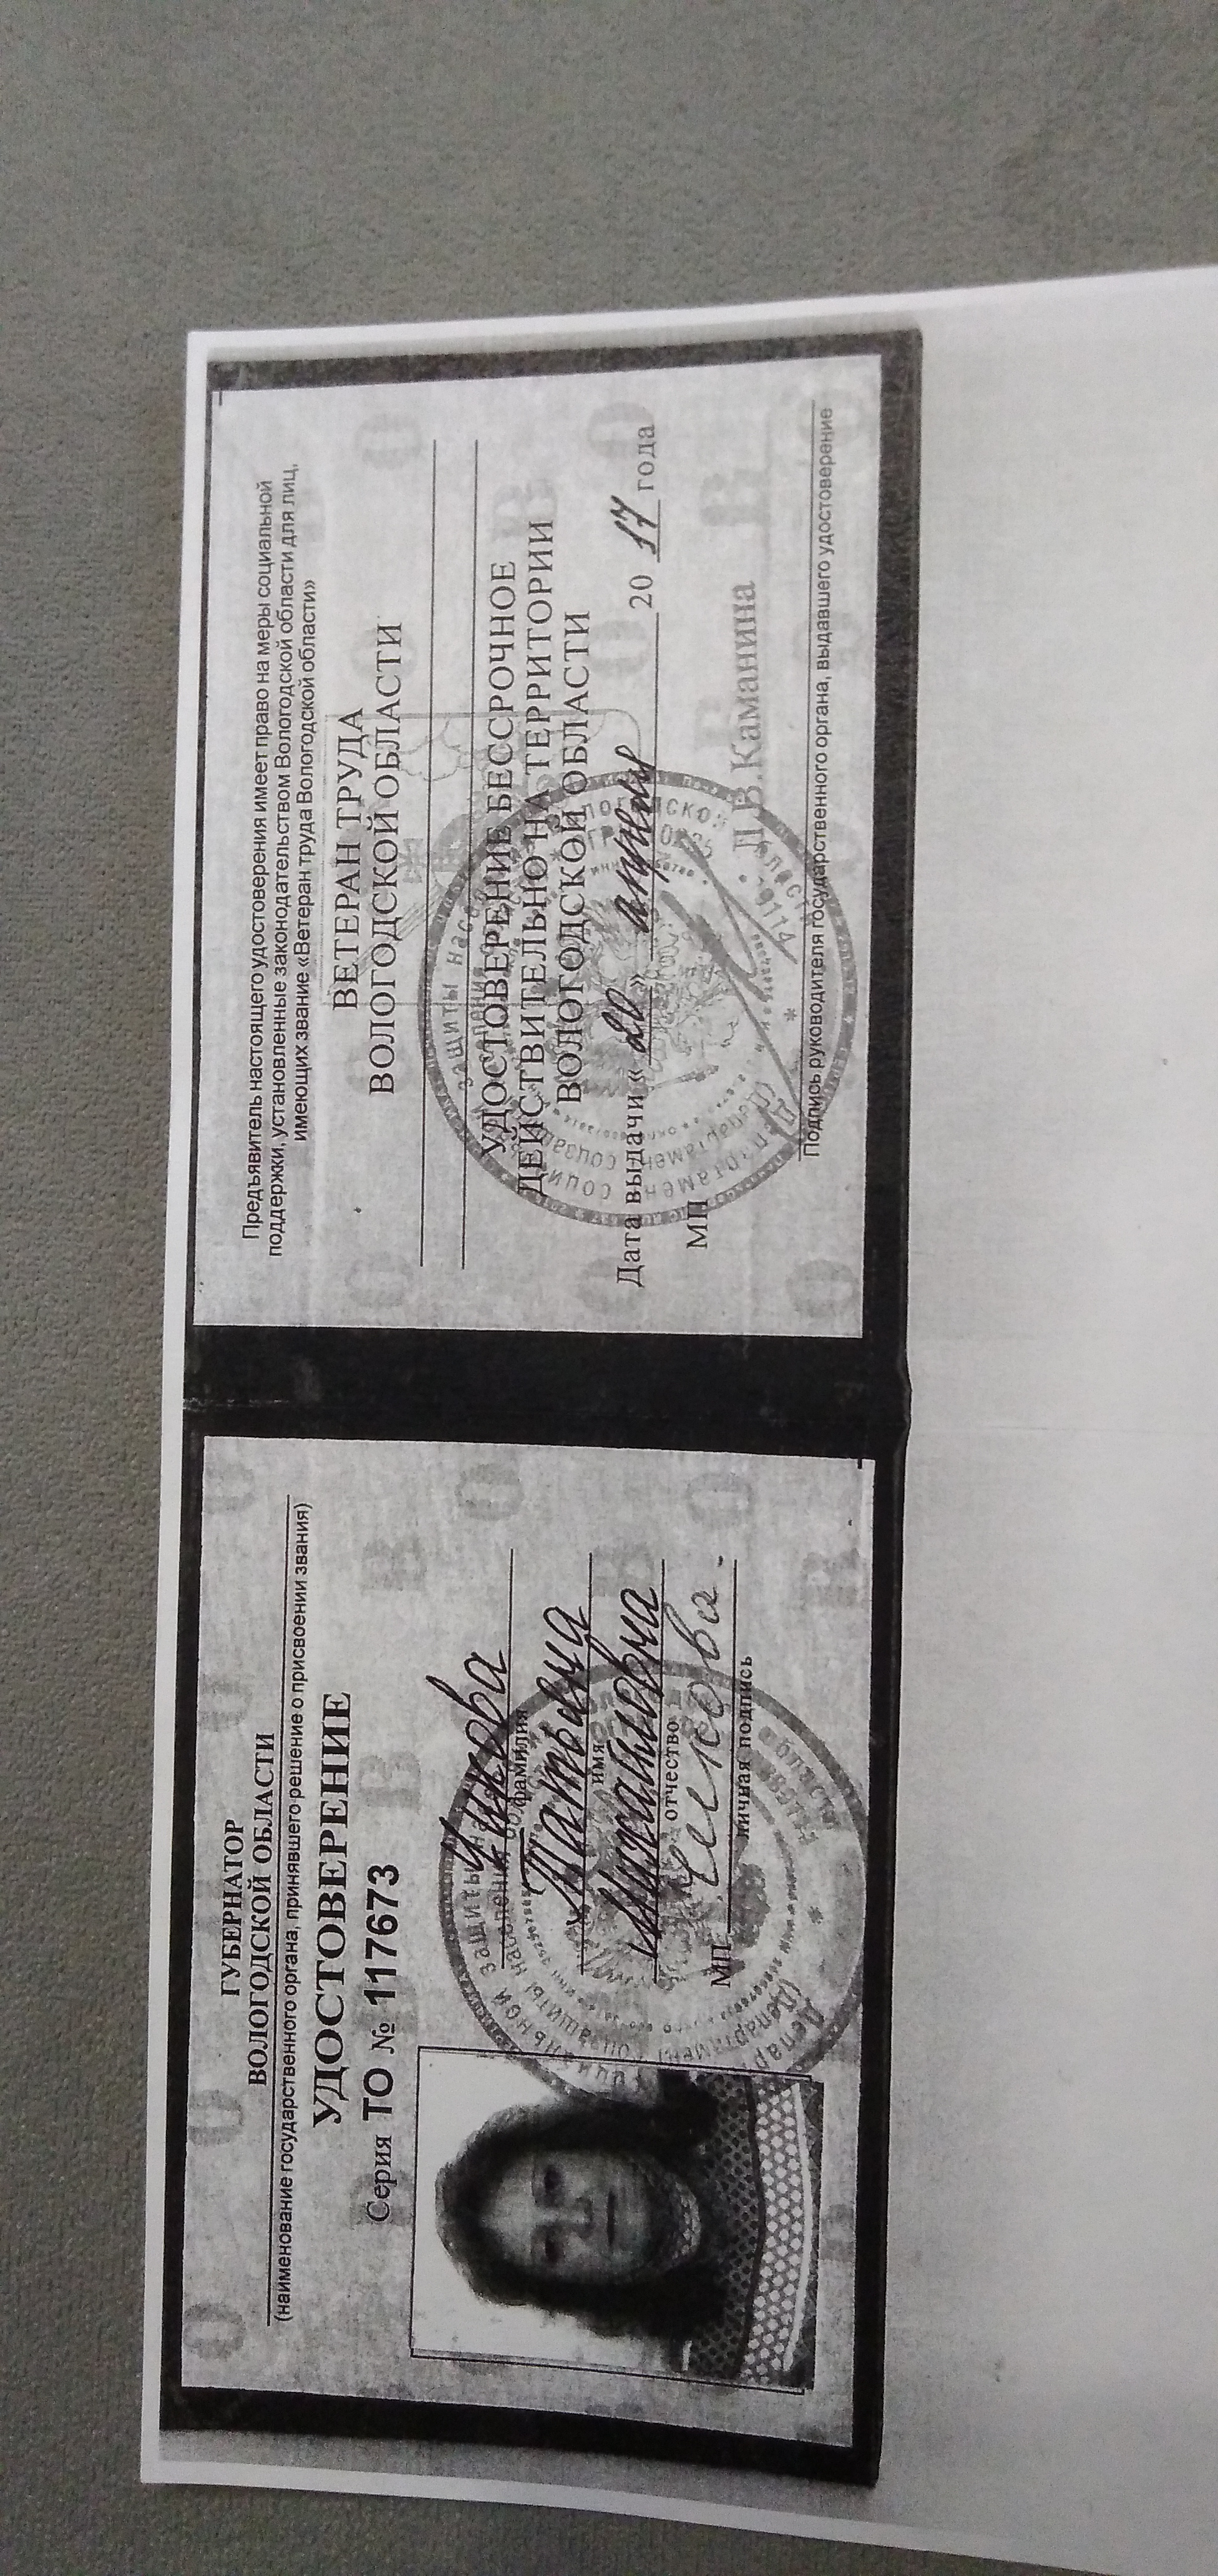 ГУБЕРНАТОР
ВОЛОГОДСКОЙ ОБЛАСТИ
(наименование государственного органа, принявшего решение о присвоении звания)
УДОСТОВЕРЕНИЕ
Серия ТО № 117673
фамилия
Татьяна
имя
Михайловна
отчество
МП
личная подпись
Предъявитель настоящего удостоверения имеет право на меры социальной
поддержки, установленные законодательством Вологодской области для лиц,
имеющих звание «Ветеран труда Вологодской области»
ВЕТЕРАН ТРУДА
ВОЛОГОДСКОЙ ОБЛАСТИ
УДОСТОВЕРЕНИЕ БЕССРОЧНОЕ
ДЕЙСТВИТЕЛЬНО НА ТЕРРИТОРИИ
ВОЛОГОДСКОЙ ОБЛАСТИ
Дата выдачи « 20 » апреля 20 17 года
МП
Л.В.Каманина
Подпись руководителя государственного органа, выдавшего удостоверение